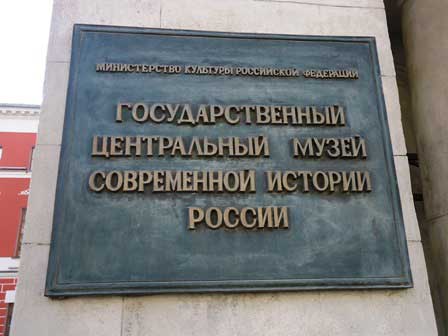 МИНИСТЕРСТВО КУЛЬТУРЫ РОССИЙСКОЙ ФЕДЕРАЦИИ
ГОСУДАРСТВЕННЫЙ
ЦЕНТРАЛЬНЫЙ МУЗЕЙ
СОВРЕМЕННОЙ ИСТОРИИ
РОССИИ